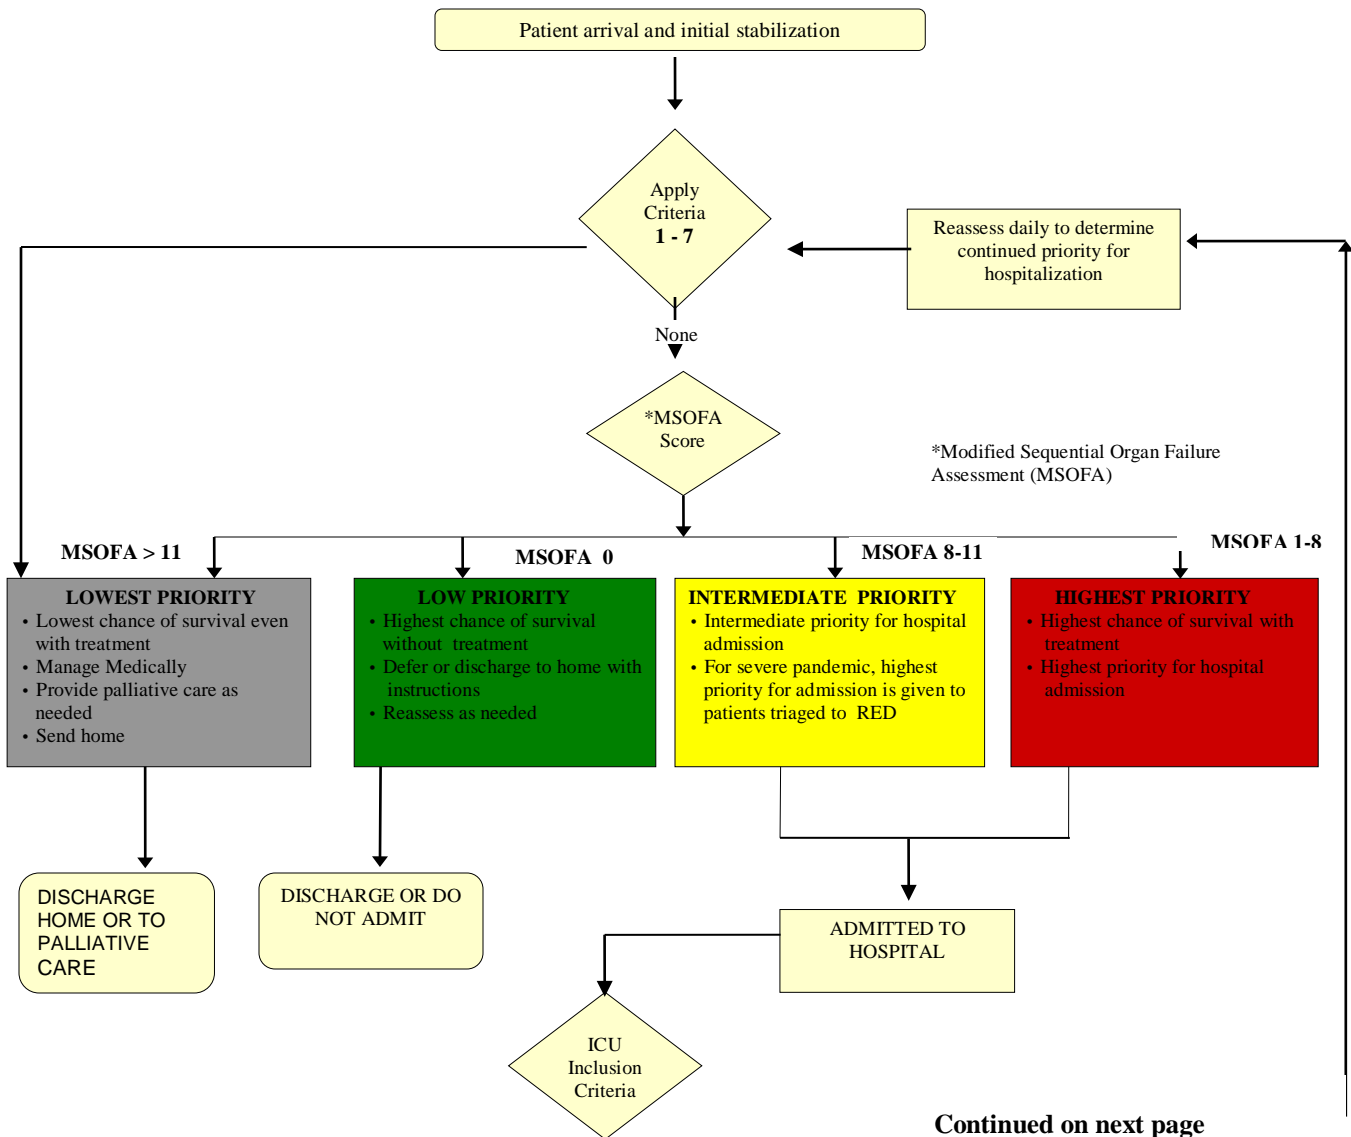 Patient arrival and initial stabilization
Apply
Criteria
1 - 7
Reassess daily to determine
continued priority for
hospitalization
None
*MSOFA
Score
*Modified Sequential Organ Failure
Assessment (MSOFA)
MSOFA > 11
MSOFA 0
MSOFA 8-11
MSOFA 1-8
LOWEST PRIORITY
• Lowest chance of survival even
with treatment
• Manage Medically
• Provide palliative care as
needed
• Send home
LOW PRIORITY
• Highest chance of survival
without treatment
• Defer or discharge to home with
instructions
• Reassess as needed
INTERMEDIATE PRIORITY
• Intermediate priority for hospital
admission
• For severe pandemic, highest
priority for admission is given to
patients triaged to RED
HIGHEST PRIORITY
• Highest chance of survival with
treatment
• Highest priority for hospital
admission
DISCHARGE
HOME OR TO
PALLIATIVE
CARE
DISCHARGE OR DO
NOT ADMIT
ADMITTED TO
HOSPITAL
ICU
Inclusion
Criteria
Continued on next page